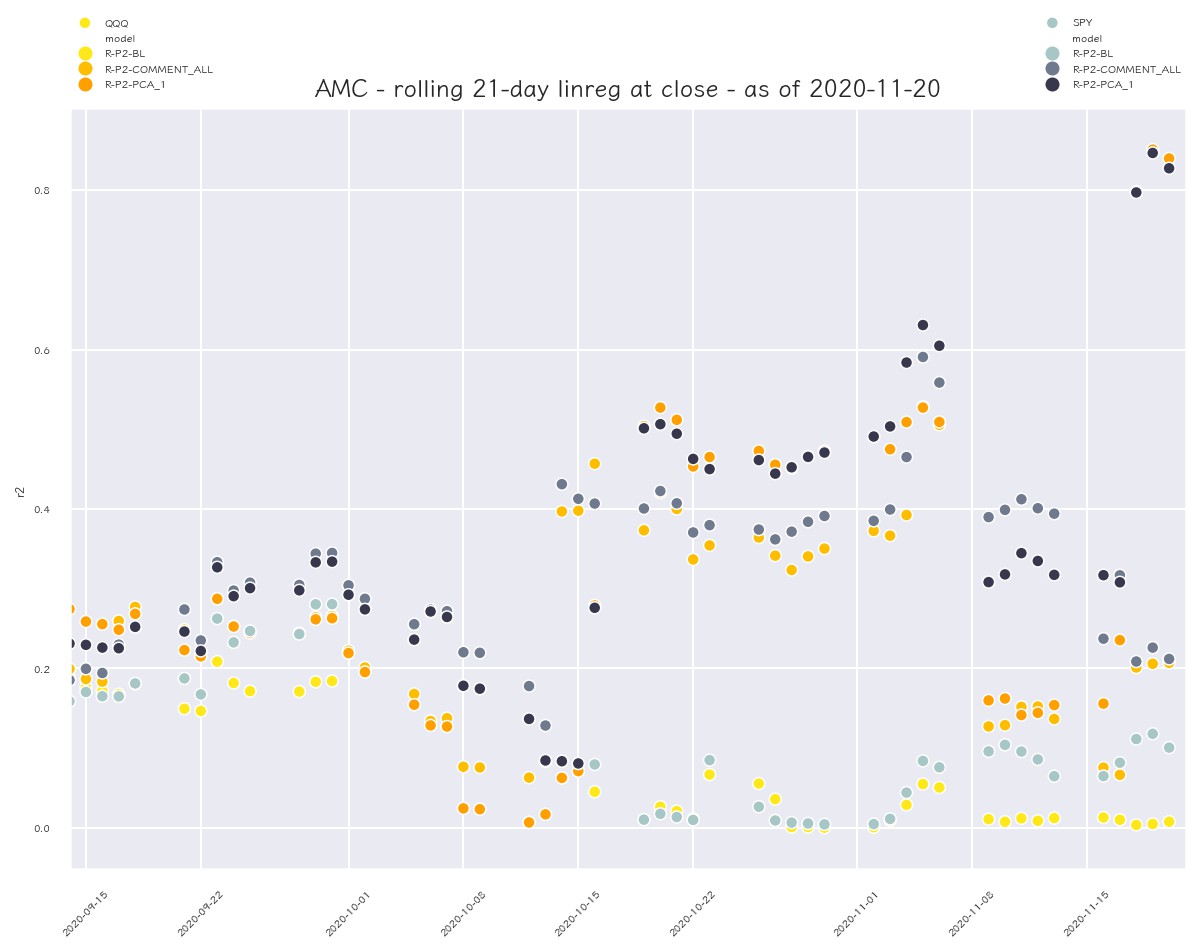 QQQ
model
R-P2-BL
R-P2-COMMENT_ALL
R-P2-PCA_1
SPY
model
R-P2-BL
R-P2-COMMENT_ALL
R-P2-PCA_1
AMC - rolling 21-day linreg at close - as of 2020-11-20
0.8
0.6
0.4
0.2
0.0
r2
2020-09-15
2020-09-22
2020-10-01
2020-10-08
2020-10-15
2020-10-22
2020-11-01
2020-11-08
2020-11-15